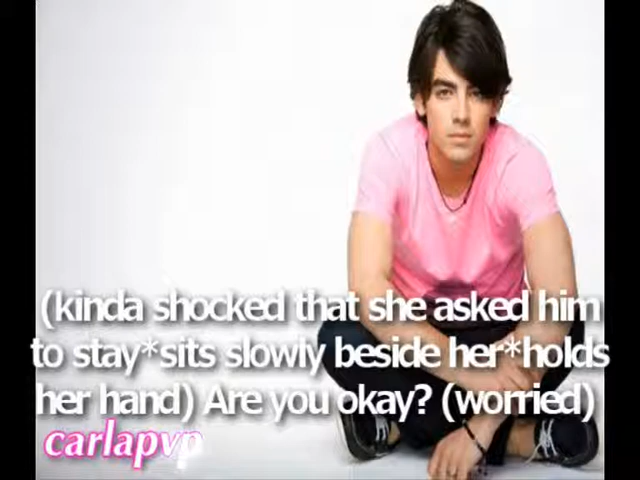 (kinda shocked that she asked him
to stay*sits slowly beside her*holds
her hand) Are you okay? (worried)
carlapvp